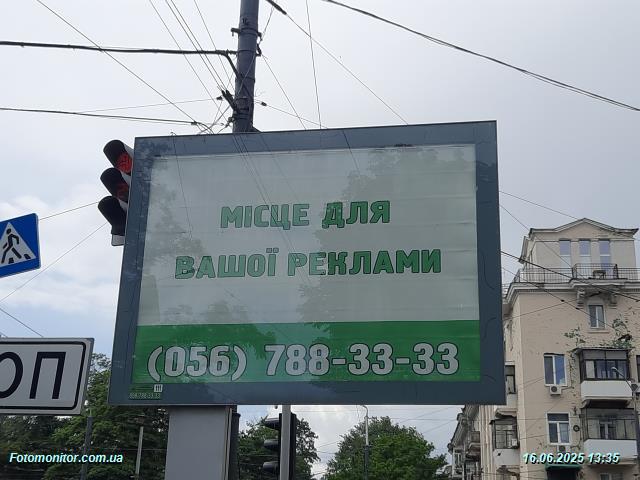 МІСЦЕ ДЛЯ
ВАШОЇ РЕКЛАМИ
(056) 788-33-33
ОП
Fotomonitor.com.ua
16.06.2025 13:35